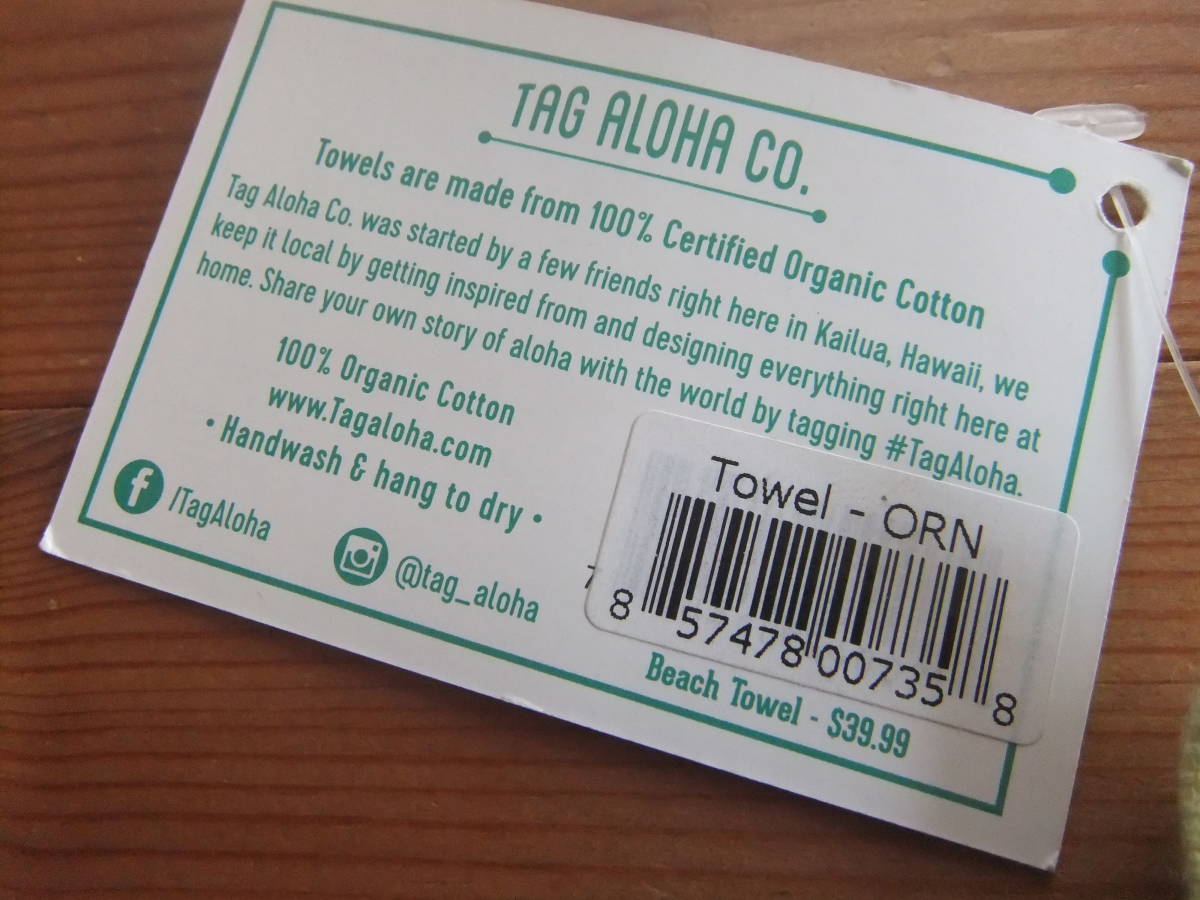 TAG ALOHA CO.
Towels are made from 100% Certified Organic Cotton
Tag Aloha Co. was started by a few friends right here in Kailua, Hawaii, we
keep it local by getting inspired from and designing everything right here at
home. Share your own story of aloha with the world by tagging #TagAloha.
100% Organic Cotton
www.Tagaloha.com
• Handwash & hang to dry •
/TagAloha
@tag_aloha
Towel - ORN
8 57478 00735 8
Beach Towel - $39.99